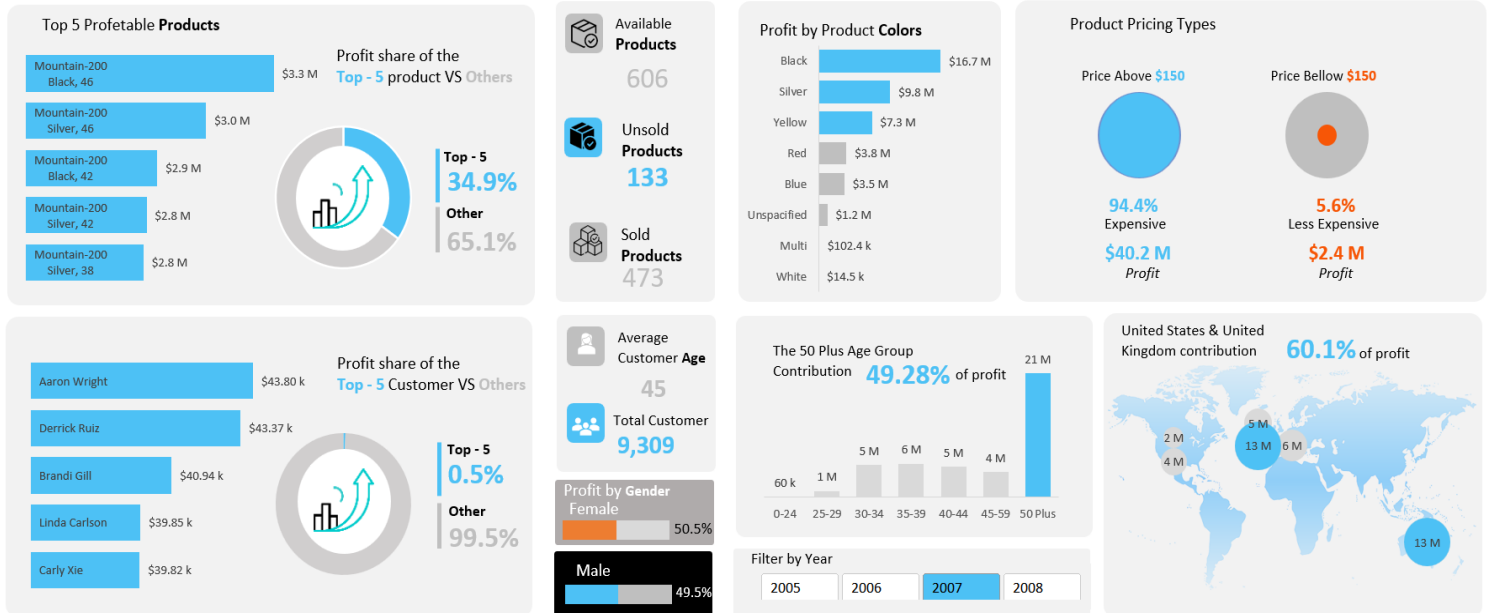 Top 5 Profetable Products
Mountain-200
Black, 46
$3.3 M
Mountain-200
Silver, 46
$3.0 M
Mountain-200
Black, 42
$2.9 M
Mountain-200
Silver, 42
$2.8 M
Mountain-200
Silver, 38
$2.8 M
Profit share of the
Top - 5 product VS Others
Top - 5
34.9%
Other
65.1%
Available
Products
606
Unsold
Products
133
Sold
Products
473
Profit by Product Colors
Black
$16.7 M
Silver
$9.8 M
Yellow
$7.3 M
Red
$3.8 M
Blue
$3.5 M
Unspacified
$1.2 M
Multi
$102.4 k
White
$14.5 k
Product Pricing Types
Price Above $150
94.4%
Expensive
$40.2 M
Profit
Price Bellow $150
5.6%
Less Expensive
$2.4 M
Profit
Aaron Wright
$43.80 k
Derrick Ruiz
$43.37 k
Brandi Gill
$40.94 k
Linda Carlson
$39.85 k
Carly Xie
$39.82 k
Profit share of the
Top - 5 Customer VS Others
Top - 5
0.5%
Other
99.5%
Average
Customer Age
45
Total Customer
9,309
Profit by Gender
Female
50.5%
Male
49.5%
The 50 Plus Age Group
Contribution 49.28% of profit
60 k
1 M
5 M
6 M
5 M
4 M
21 M
0-24
25-29
30-34
35-39
40-44
45-59
50 Plus
Filter by Year
2005
2006
2007
2008
United States & United
Kingdom contribution 60.1% of profit
2 M
4 M
5 M
13 M
6 M
13 M